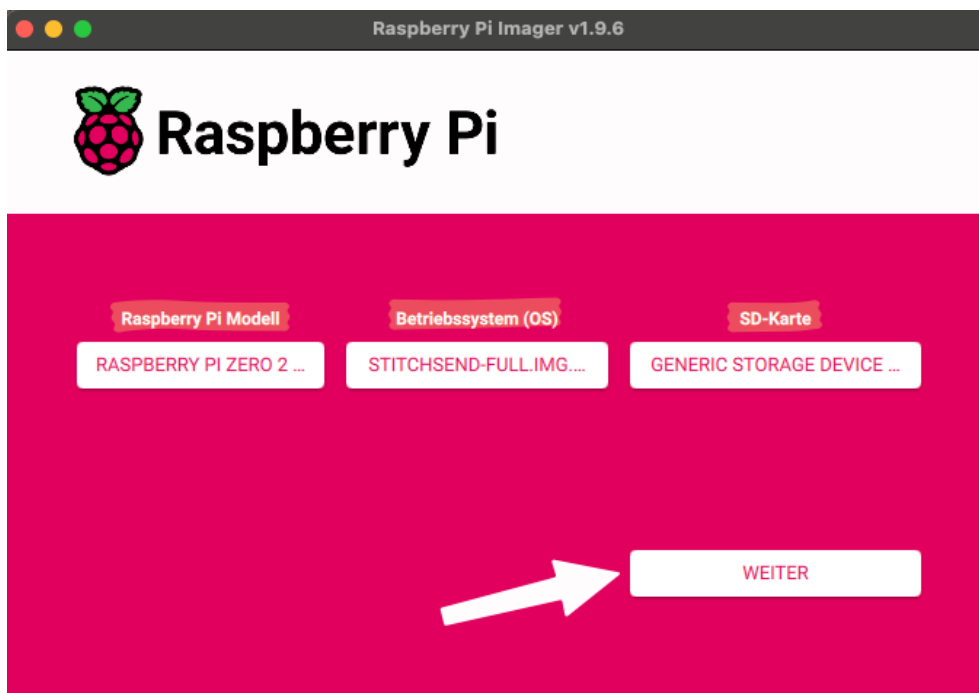 Raspberry Pi Imager v1.9.6
Raspberry Pi
Raspberry Pi Modell
Betriebssystem (OS)
SD-Karte
RASPBERRY PI ZERO 2 ...
STITCHSEND-FULL.IMG....
GENERIC STORAGE DEVICE ...
WEITER